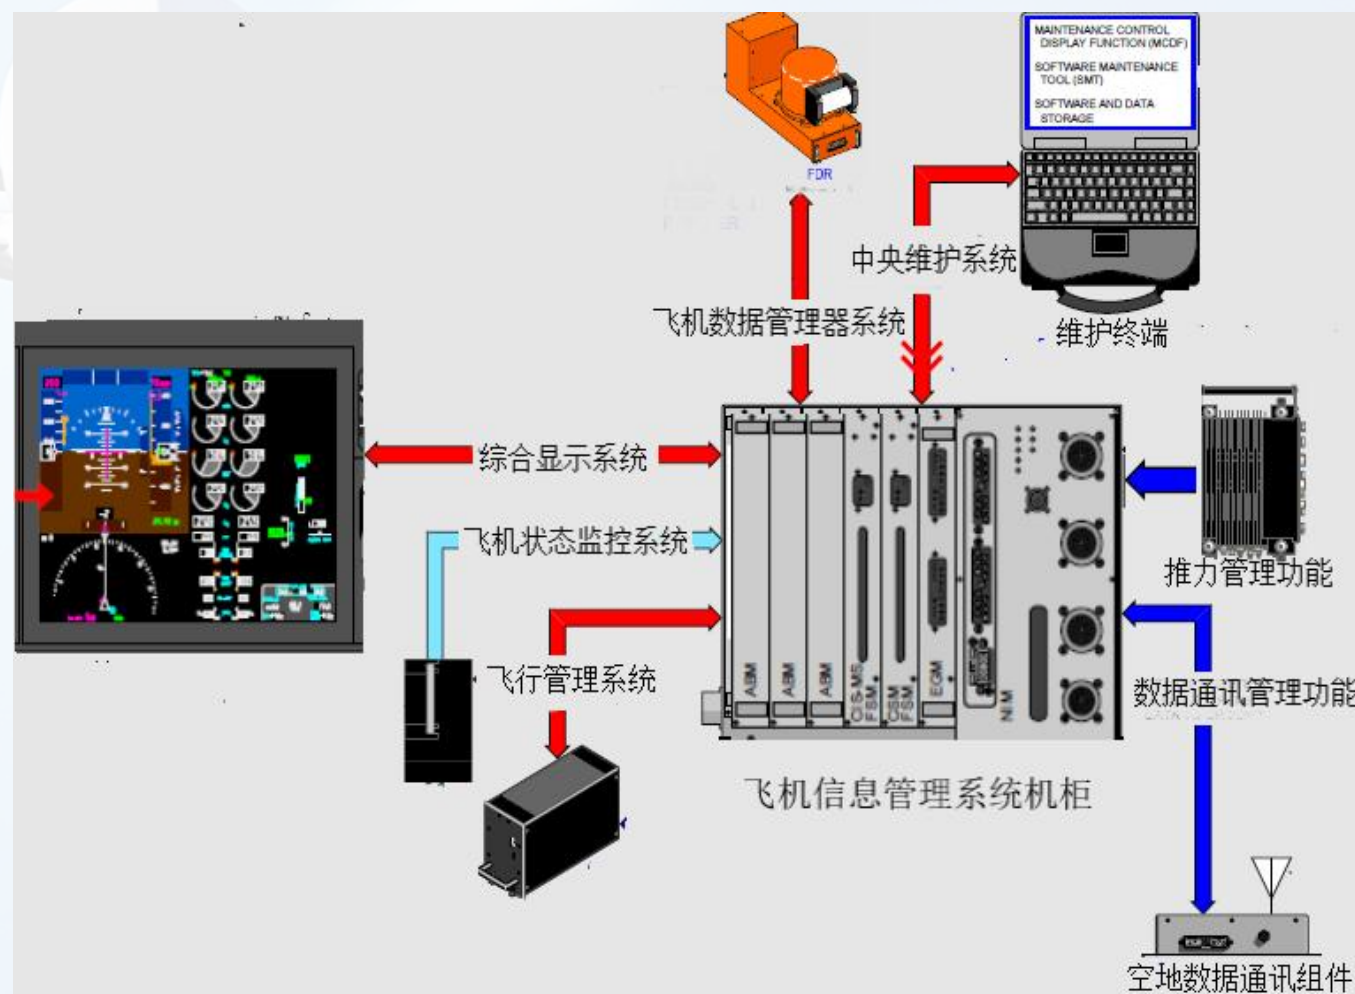 MAINTENANCE CONTROL
DISPLAY FUNCTION (MCDF)
SOFTWARE MAINTENANCE
TOOL (SMT)
SOFTWARE AND DATA
STORAGE
FDR
中央维护系统
飞机数据管理器系统
维护终端
综合显示系统
飞机状态监控系统
推力管理功能
飞行管理系统
数据通讯管理功能
ABM
ABM
ABM
CIS-MS
FSM
CSM
FSM
EGM
NIM
飞机信息管理系统机柜
空地数据通讯组件